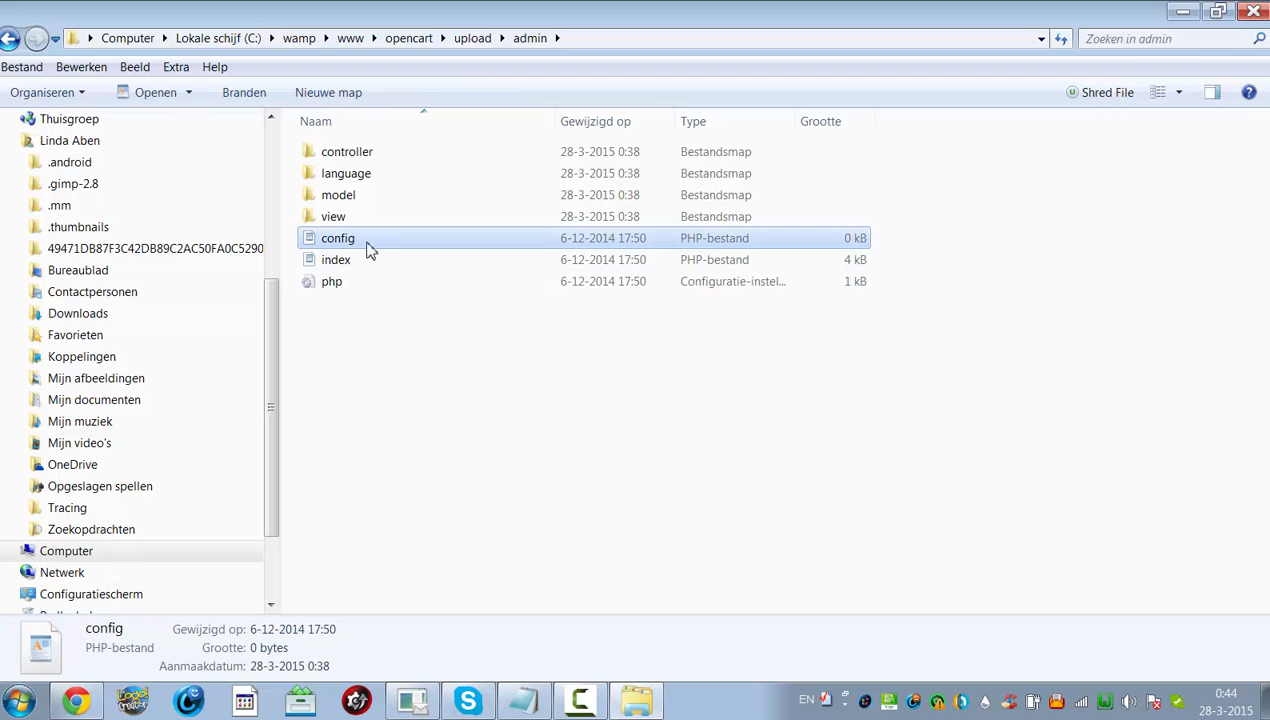 Computer Lokale schijf (C:) wamp www opencart upload admin
Zoeken in admin
Bestand Bewerken Beeld Extra Help
Organiseren Openen Branden Nieuwe map Shred File
Naam Gewijzigd op Type Grootte
controller 28-3-2015 0:38 Bestandsmap
language 28-3-2015 0:38 Bestandsmap
model 28-3-2015 0:38 Bestandsmap
view 28-3-2015 0:38 Bestandsmap
config 6-12-2014 17:50 PHP-bestand 0 kB
index 6-12-2014 17:50 PHP-bestand 4 kB
php 6-12-2014 17:50 Configuratie-instel... 1 kB
Thuisgroep
Linda Aben
.android
.gimp-2.8
.mm
.thumbnails
49471DB87F3C42DB89C2AC50FA0C5290
Bureaublad
Contactpersonen
Downloads
Favorieten
Koppelingen
Mijn afbeeldingen
Mijn documenten
Mijn muziek
Mijn video's
OneDrive
Opgeslagen spellen
Tracing
Zoekopdrachten
Computer
Netwerk
Configuratiescherm
config Gewijzigd op: 6-12-2014 17:50
PHP-bestand Grootte: 0 bytes
Aanmaakdatum: 28-3-2015 0:38
EN
0:44
28-3-2015